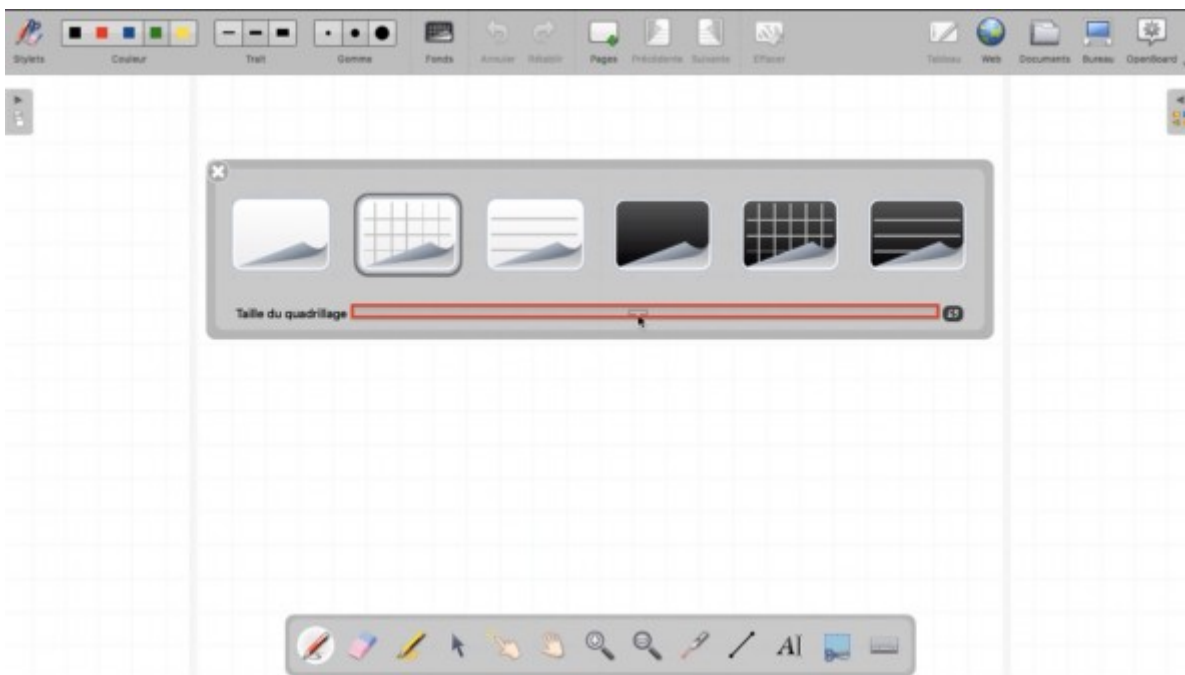 Stylets Couleur Trait Gomme Fonds Annuler Rétablir Pages Précédente Suivante Effacer Tableau Web Documents Bureau OpenBoard
Taille du quadrillage
AI